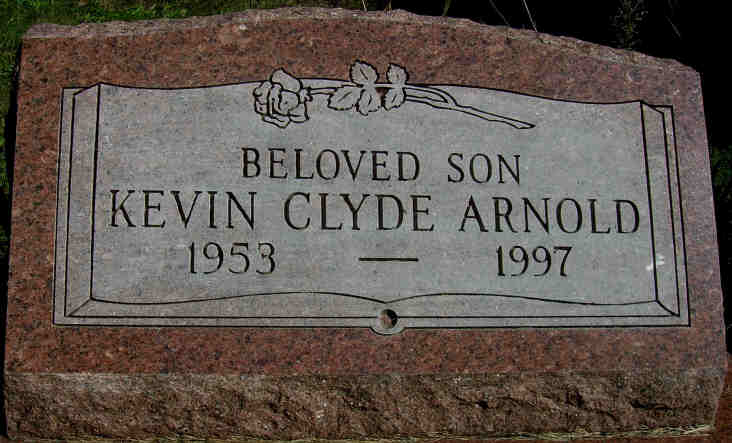 BELOVED SON
KEVIN CLYDE ARNOLD
1953 — 1997